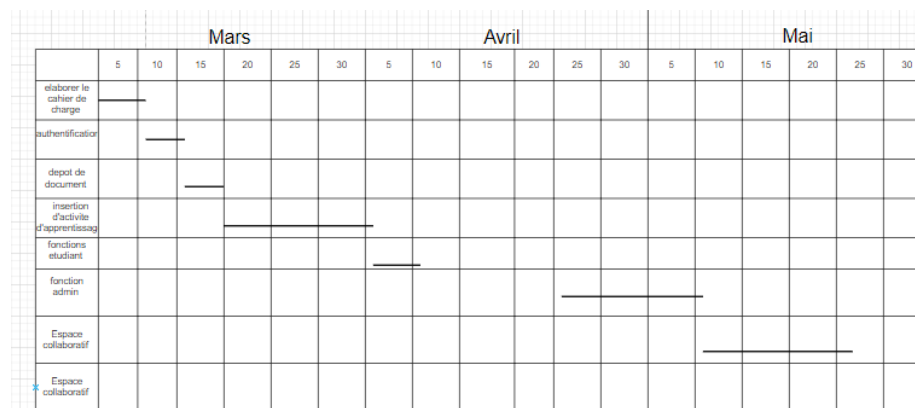 Mars Avril Mai
5 10 15 20 25 30 5 10 15 20 25 30 5 10 15 20 25 30
elaborer le
cahier de
charge
authentification
depot de
document
insertion
d'activite
d'apprentissag
fonctions
etudiant
fonction
admin
Espace
collaboratif
Espace
collaboratif